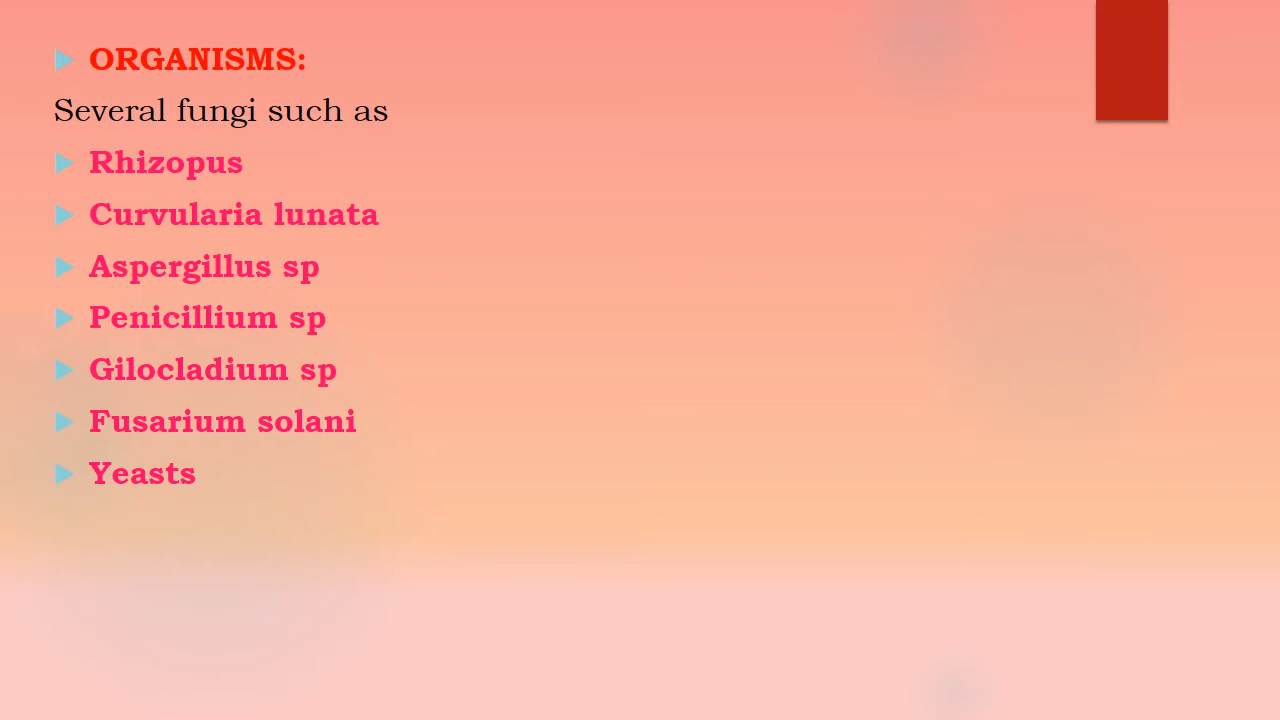 ORGANISMS:
Several fungi such as
Rhizopus
Curvularia lunata
Aspergillus sp
Penicillium sp
Gilocladium sp
Fusarium solani
Yeasts